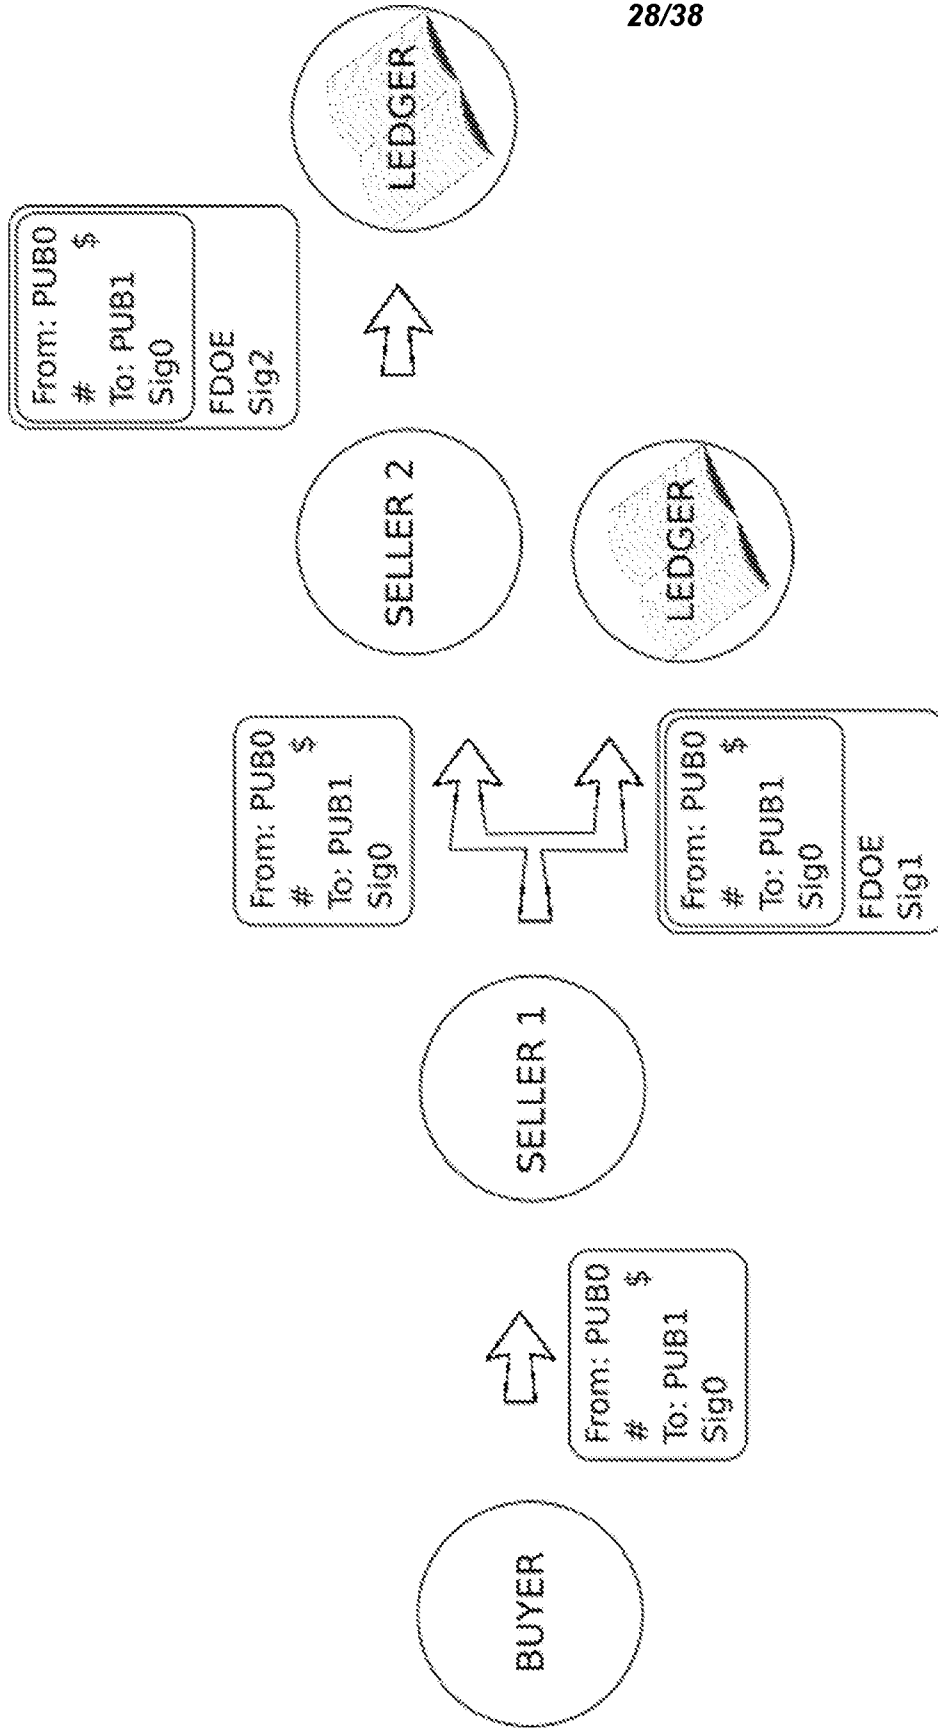 28/38
BUYER
From: PUB0
# $
To: PUB1
Sig0
SELLER 1
From: PUB0
# $
To: PUB1
Sig0
From: PUB0
# $
To: PUB1
Sig0
FDOE
Sig1
SELLER 2
LEDGER
From: PUB0
# $
To: PUB1
Sig0
FDOE
Sig2
LEDGER